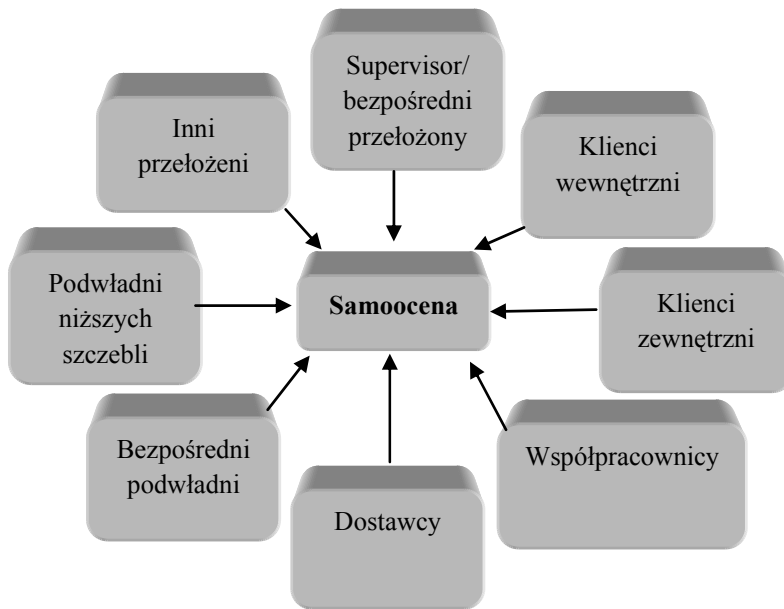 Supervisor/
bezpośredni
przełożony
Inni
przełożeni
Klienci
wewnętrzni
Podwładni
niższych
szczebli
Samoocena
Klienci
zewnętrzni
Bezpośredni
podwładni
Dostawcy
Współpracownicy